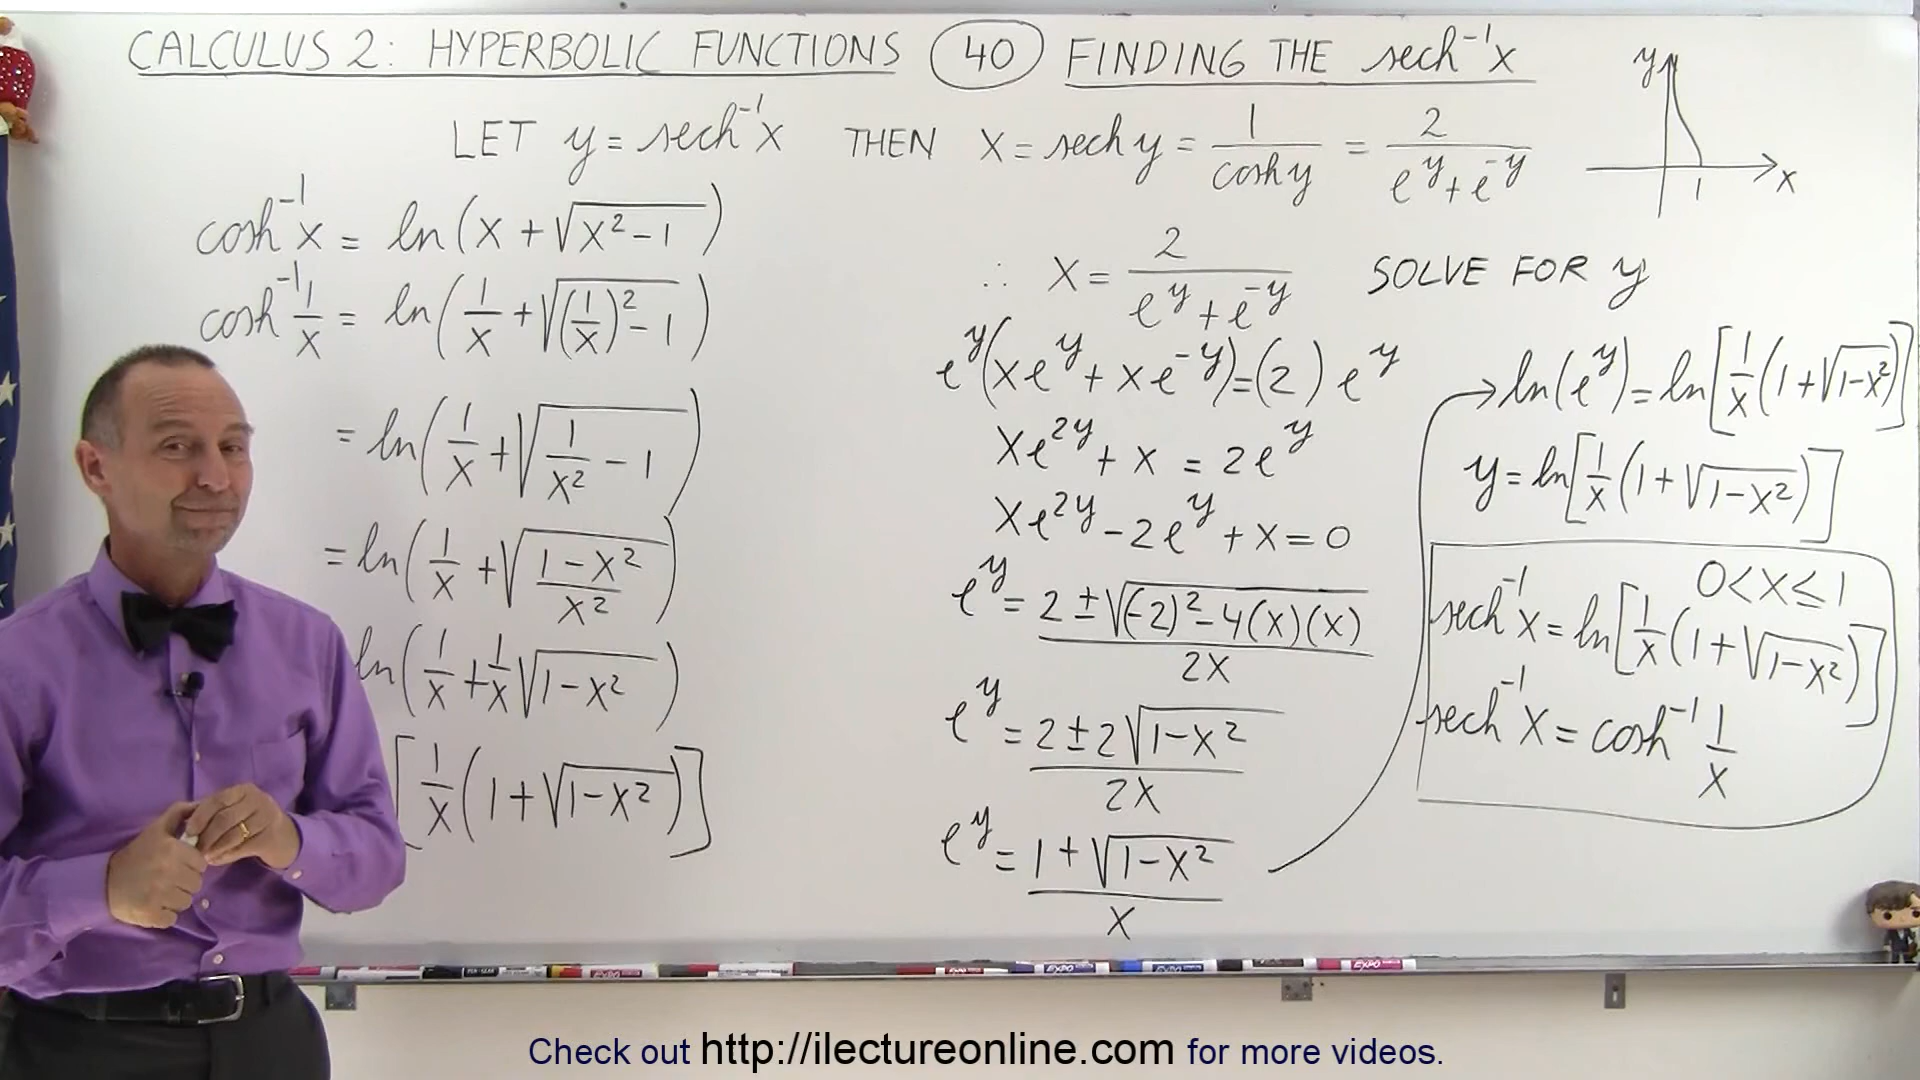 CALCULUS 2: HYPERBOLIC FUNCTIONS 40 FINDING THE sech⁻¹x
LET y = sech⁻¹x THEN x = sech y = 1/cosh y = 2/(e^y + e^-y)
y
x
1
cosh⁻¹x = ln(x + √(x² - 1))
cosh⁻¹ 1/x = ln(1/x + √((1/x)² - 1))
= ln(1/x + √(1/x² - 1))
= ln(1/x + √((1 - x²)/x²))
ln(1/x + 1/x √(1 - x²))
[1/x (1 + √(1 - x²))]
∴ x = 2/(e^y + e^-y) SOLVE FOR y
e^y(xe^y + xe^-y) = (2) e^y
xe^2y + x = 2e^y
xe^2y - 2e^y + x = 0
e^y = (2 ± √((-2)² - 4(x)(x)))/2x
e^y = (2 ± 2√(1 - x²))/2x
e^y = (1 + √(1 - x²))/x
→ ln(e^y) = ln[1/x (1 + √(1 - x²))]
y = ln[1/x (1 + √(1 - x²))]
0 < x ≤ 1
sech⁻¹x = ln[1/x (1 + √(1 - x²))]
sech⁻¹x = cosh⁻¹ 1/x
EXPO
EXPO
EXPO
EXPO
EXPO
Check out http://ilectureonline.com for more videos.